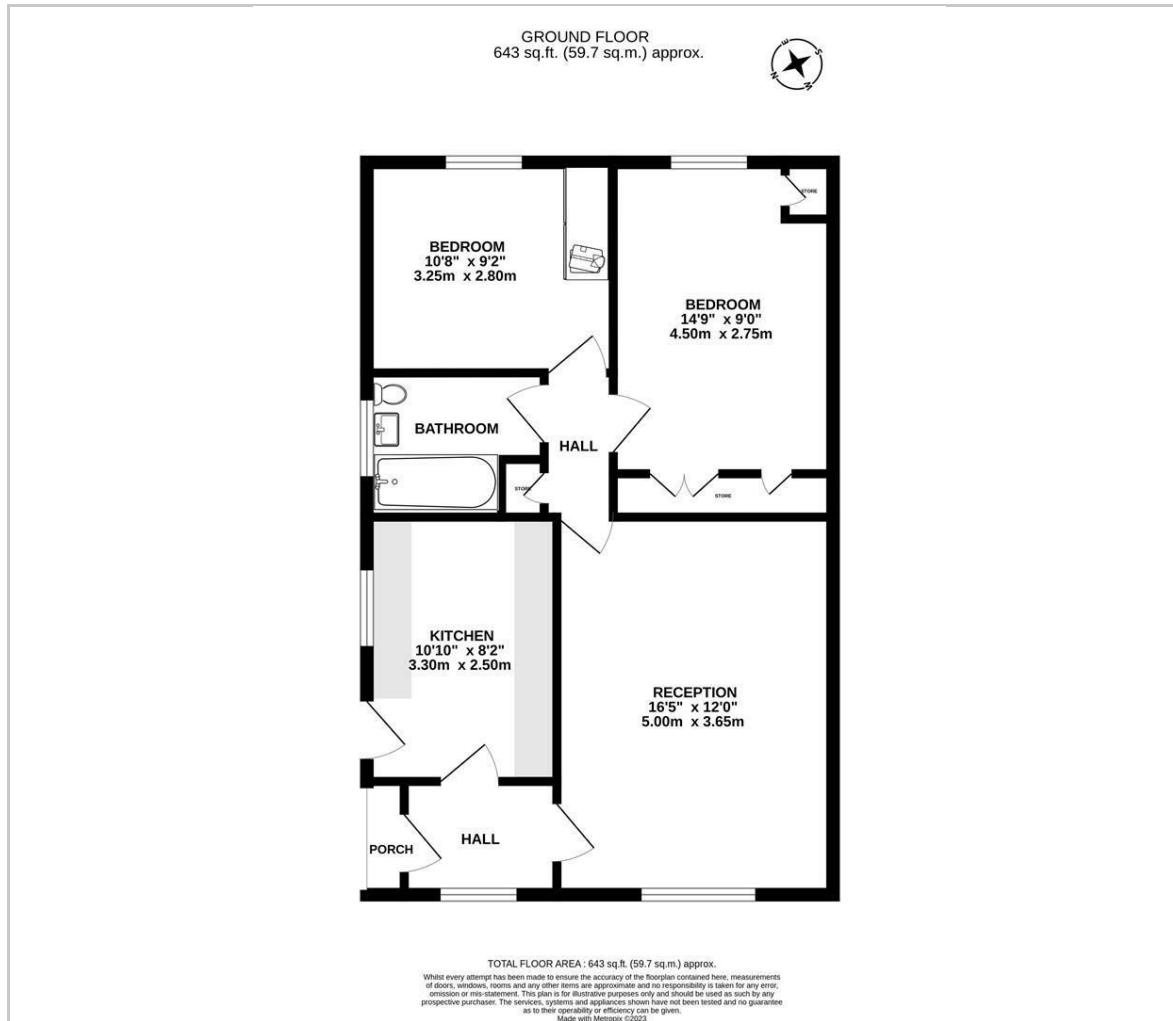 GROUND FLOOR
643 sq.ft. (59.7 sq.m.) approx.
E
S
N
W
STORE
BEDROOM
10'8" x 9'2"
3.25m x 2.80m
BEDROOM
14'9" x 9'0"
4.50m x 2.75m
BATHROOM
HALL
STORE
STORE
KITCHEN
10'10" x 8'2"
3.30m x 2.50m
RECEPTION
16'5" x 12'0"
5.00m x 3.65m
PORCH
HALL
TOTAL FLOOR AREA : 643 sq.ft. (59.7 sq.m.) approx.
Whilst every attempt has been made to ensure the accuracy of the floorplan contained here, measurements
of doors, windows, rooms and any other items are approximate and no responsibility is taken for any error,
omission or mis-statement. This plan is for illustrative purposes only and should be used as such by any
prospective purchaser. The services, systems and appliances shown have not been tested and no guarantee
as to their operability or efficiency can be given.
Made with Metropix ©2023